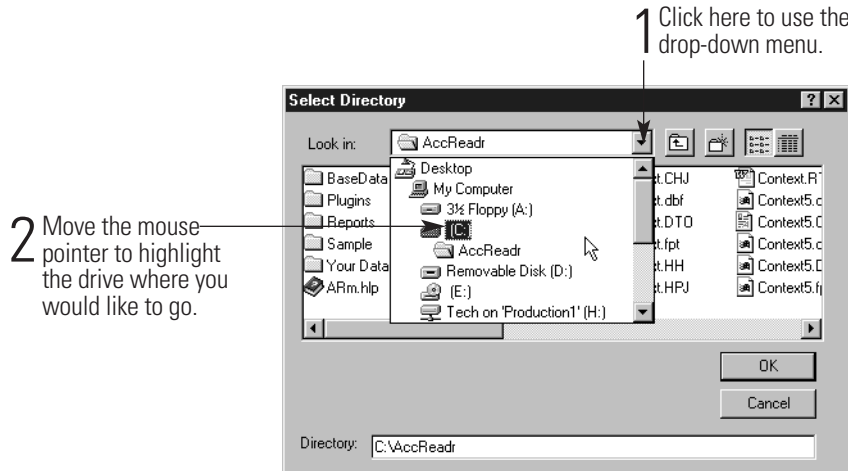 1 Click here to use the
drop-down menu.
Select Directory
Look in: AccReadr
Desktop
My Computer
3½ Floppy (A:)
(C:)
AccReadr
Removable Disk (D:)
(E:)
Tech on 'Production1' (H:)
BaseData
Plugins
Reports
Sample
Your Data
ARm.hlp
t.CHJ
t.dbf
t.DTO
t.fpt
t.HH
t.HPJ
Context.R
Context5.c
Context5.
Context5.c
Context5.
Context5.f
2 Move the mouse
pointer to highlight
the drive where you
would like to go.
OK
Cancel
Directory: C:\AccReadr